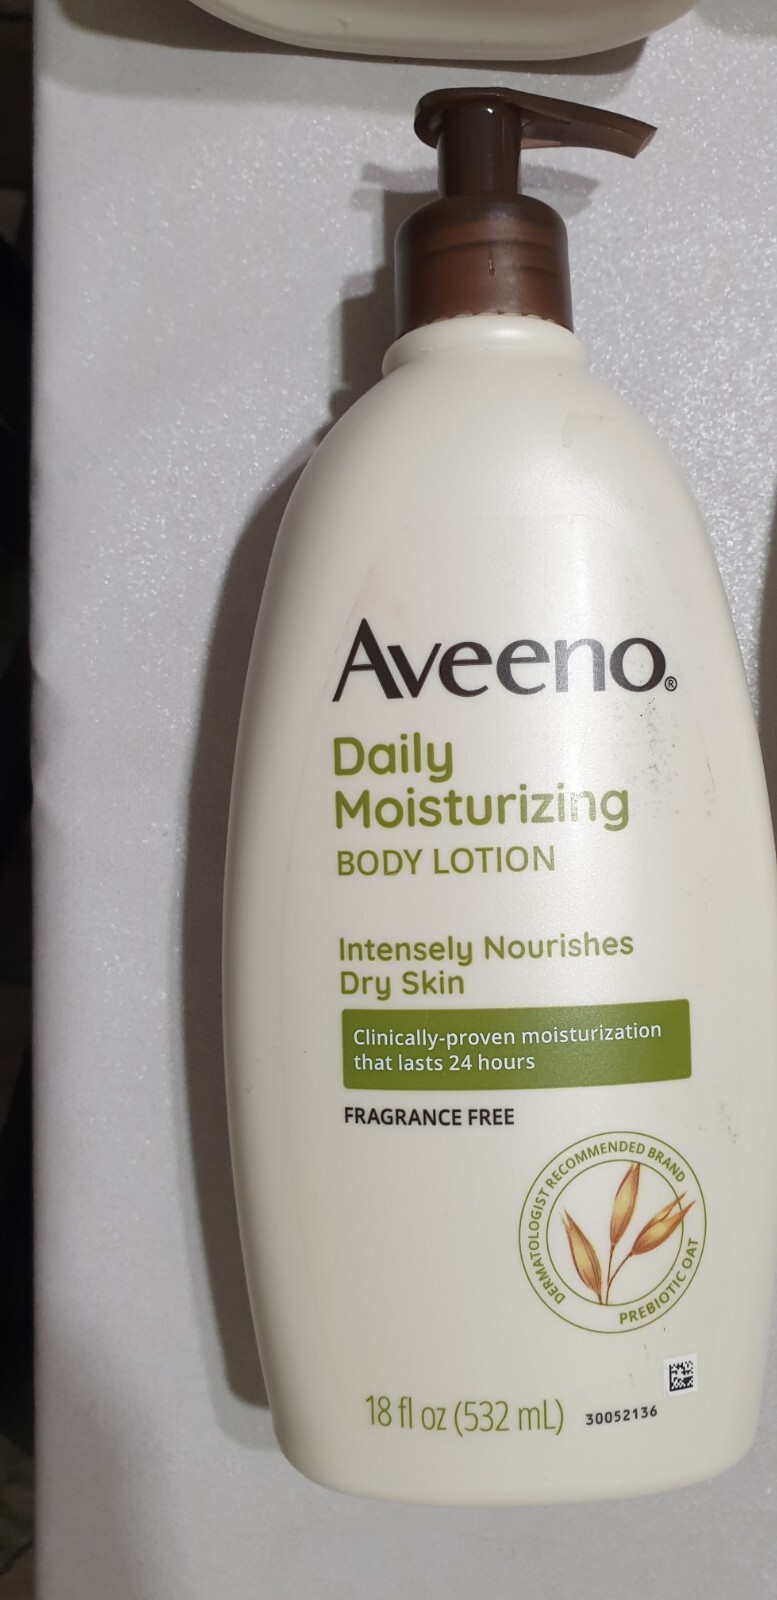 Aveeno®
Daily
Moisturizing
BODY LOTION
Intensely Nourishes
Dry Skin
Clinically-proven moisturization
that lasts 24 hours
FRAGRANCE FREE
DERMATOLOGIST RECOMMENDED BRAND
PREBIOTIC OAT
18 fl oz (532 mL)
30052136